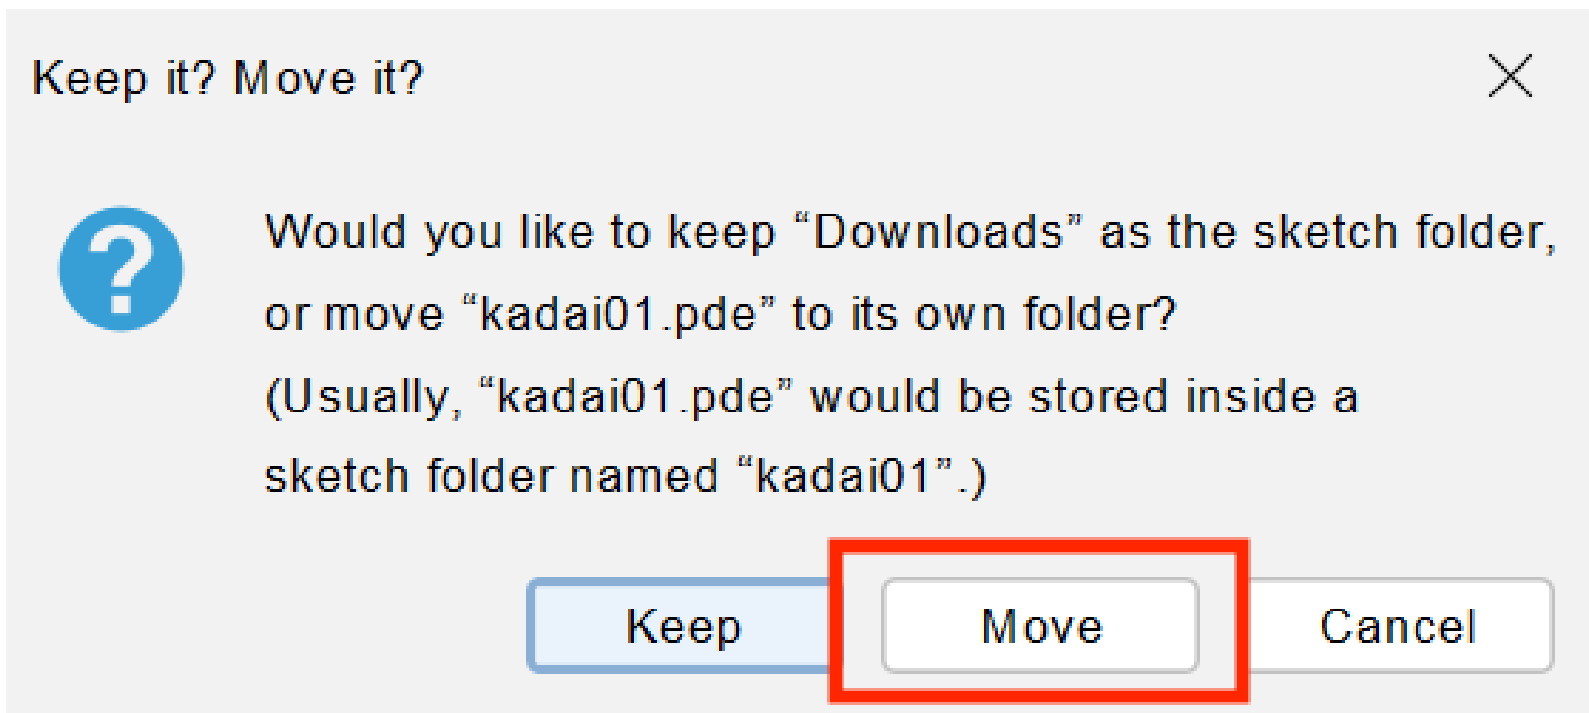 Keep it? Move it?
Would you like to keep “Downloads” as the sketch folder,
or move “kadai01.pde” to its own folder?
(Usually, “kadai01.pde” would be stored inside a
sketch folder named “kadai01”.)
Keep Move Cancel